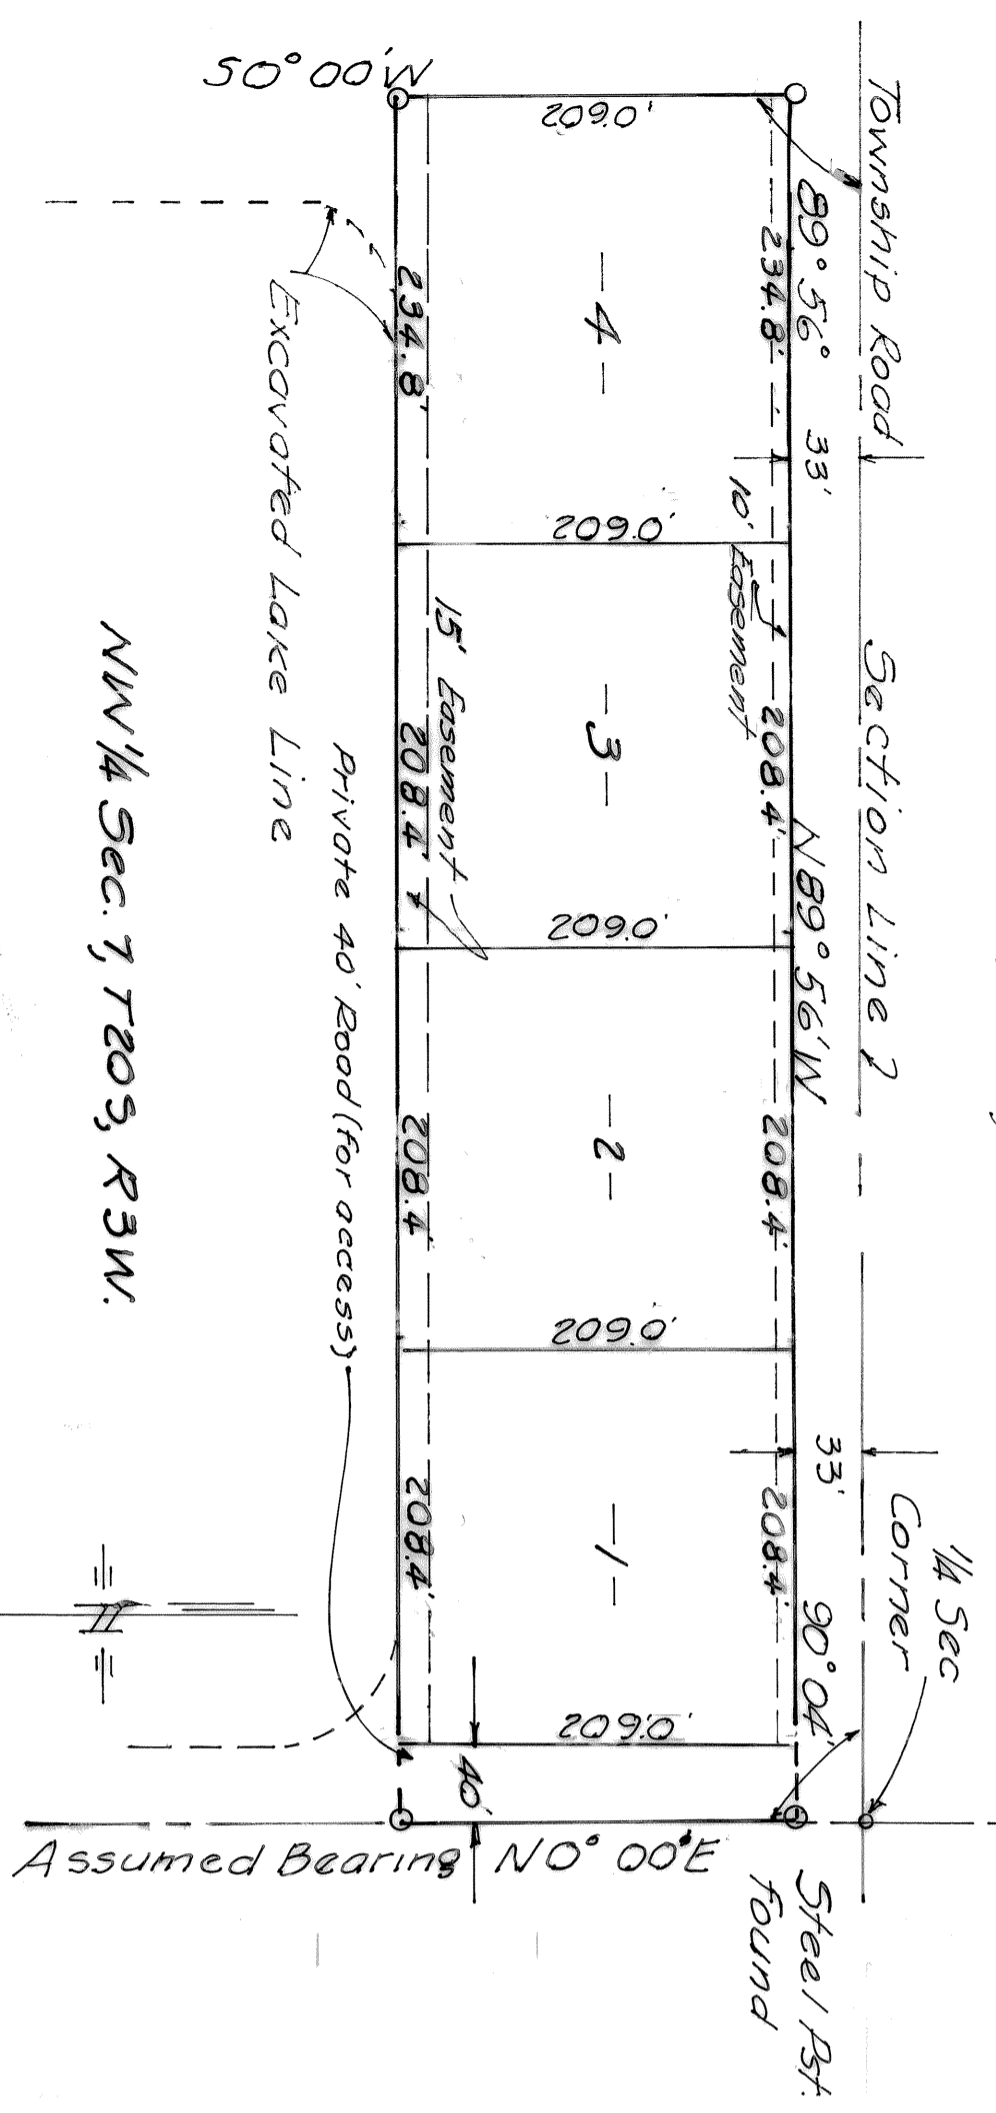 Township Road
Section Line
1/4 Sec
Corner
89° 56°
33'
N 89° 56' W
33'
90° 04'
Steel Pst.
found
234.8'
208.4'
208.4'
208.4'
10' Easement
S0° 00' W
209.0'
- 4 -
209.0'
- 3 -
209.0'
- 2 -
209.0'
- 1 -
209.0'
40'
Assumed Bearing N0° 00' E
15' Easement
234.8'
208.4'
208.4'
208.4'
Private 40' Road (for access)
Excavated Lake Line
NW 1/4 Sec. 7, T20S, R3W.